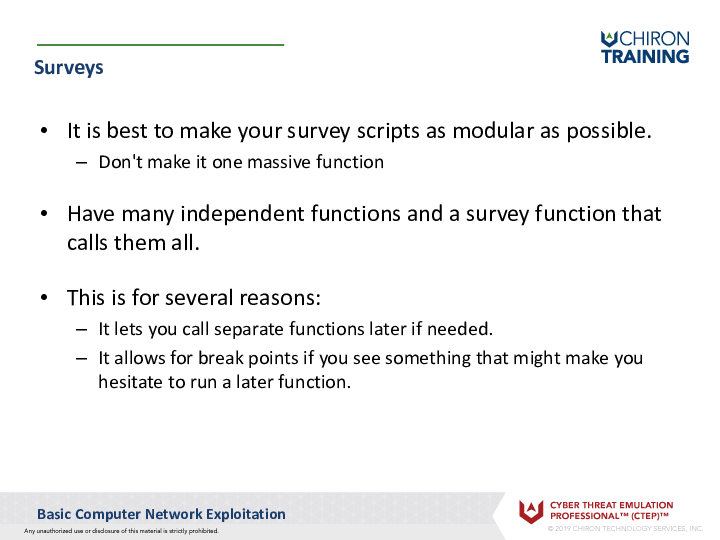 CHIRON
TRAINING
Surveys
• It is best to make your survey scripts as modular as possible.
– Don't make it one massive function
• Have many independent functions and a survey function that
calls them all.
• This is for several reasons:
– It lets you call separate functions later if needed.
– It allows for break points if you see something that might make you
hesitate to run a later function.
Basic Computer Network Exploitation
CYBER THREAT EMULATION
PROFESSIONAL™ (CTEP)™
Any unauthorized use or disclosure of this material is strictly prohibited.
© 2019 CHIRON TECHNOLOGY SERVICES, INC.